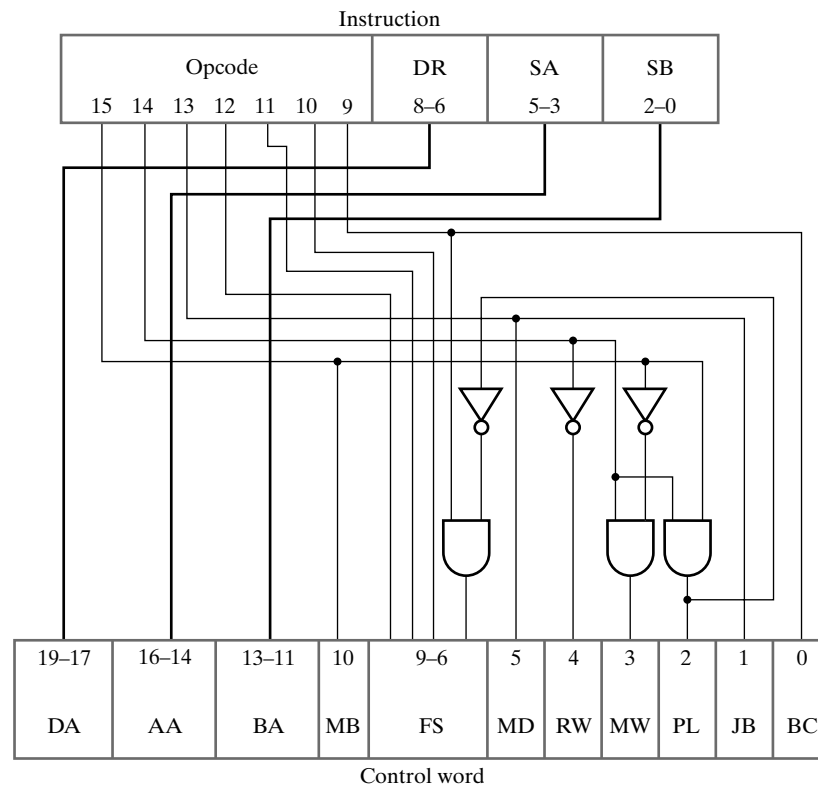 Instruction
Opcode DR SA SB
15 14 13 12 11 10 9 8–6 5–3 2–0
19–17 16–14 13–11 10 9–6 5 4 3 2 1 0
DA AA BA MB FS MD RW MW PL JB BC
Control word